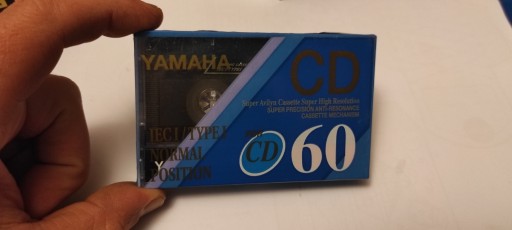 YAMAHA
CD
Super Acllyn Cassette Super High Resolution
SUPER PRECISION ANTI-RESONANCE
CASSETTE MECHANISM
IEC I / TYPE I
NORMAL
POSITION
CD
60